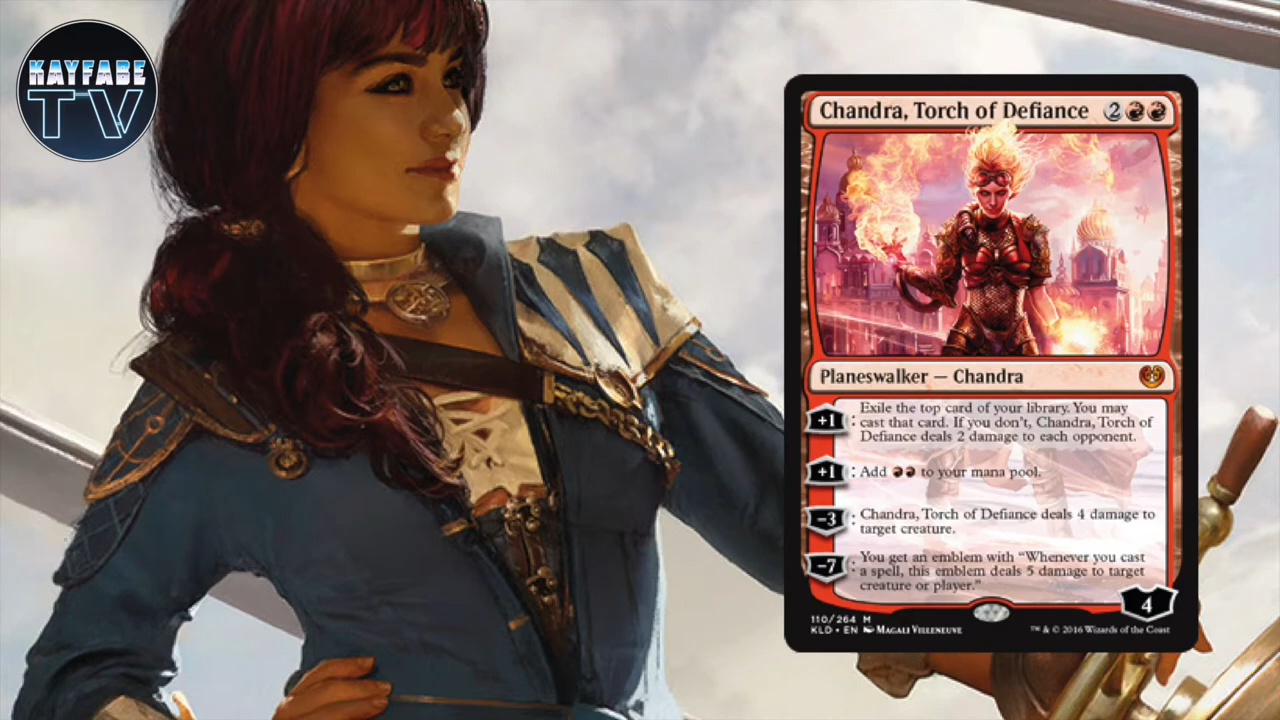 KAYFABE
TV
Chandra, Torch of Defiance 2
Planeswalker — Chandra
+1 : Exile the top card of your library. You may
cast that card. If you don't, Chandra, Torch of
Defiance deals 2 damage to each opponent.
+1 : Add to your mana pool.
−3 : Chandra, Torch of Defiance deals 4 damage to
target creature.
−7 : You get an emblem with “Whenever you cast
a spell, this emblem deals 5 damage to target
creature or player.”
4
110/264 M
KLD • EN Magali Villeneuve
™ & © 2016 Wizards of the Coast